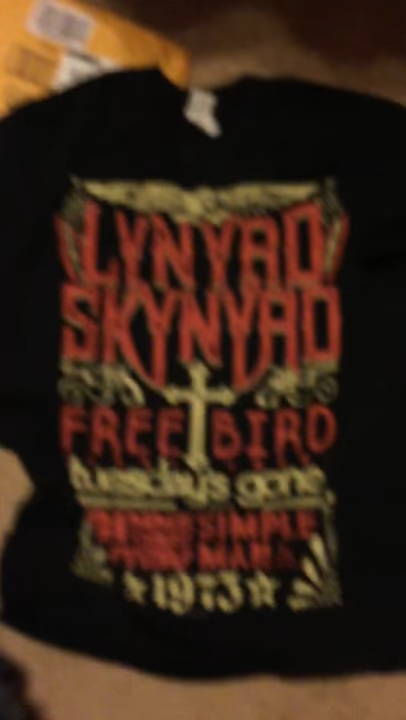 LYNYRD
SKYNYRD
FREE BIRD
tuesday's gone
SIMPLE
MAN
1973